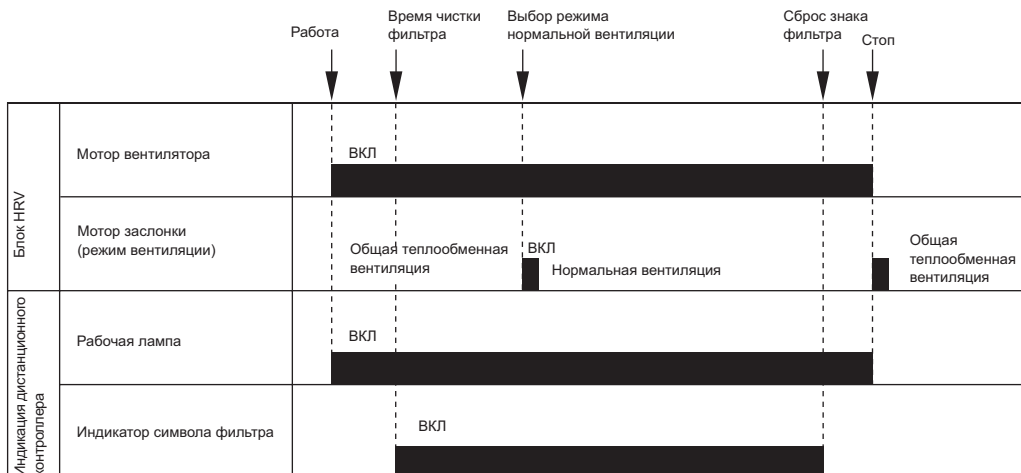 Работа
Время чистки
фильтра
Выбор режима
нормальной вентиляции
Сброс знака
фильтра
Стоп
Блок HRV
Мотор вентилятора
ВКЛ
Мотор заслонки
(режим вентиляции)
Общая теплообменная
вентиляция
ВКЛ
Нормальная вентиляция
Общая
теплообменная
вентиляция
Индикация дистанционного
контроллера
Рабочая лампа
ВКЛ
Индикатор символа фильтра
ВКЛ